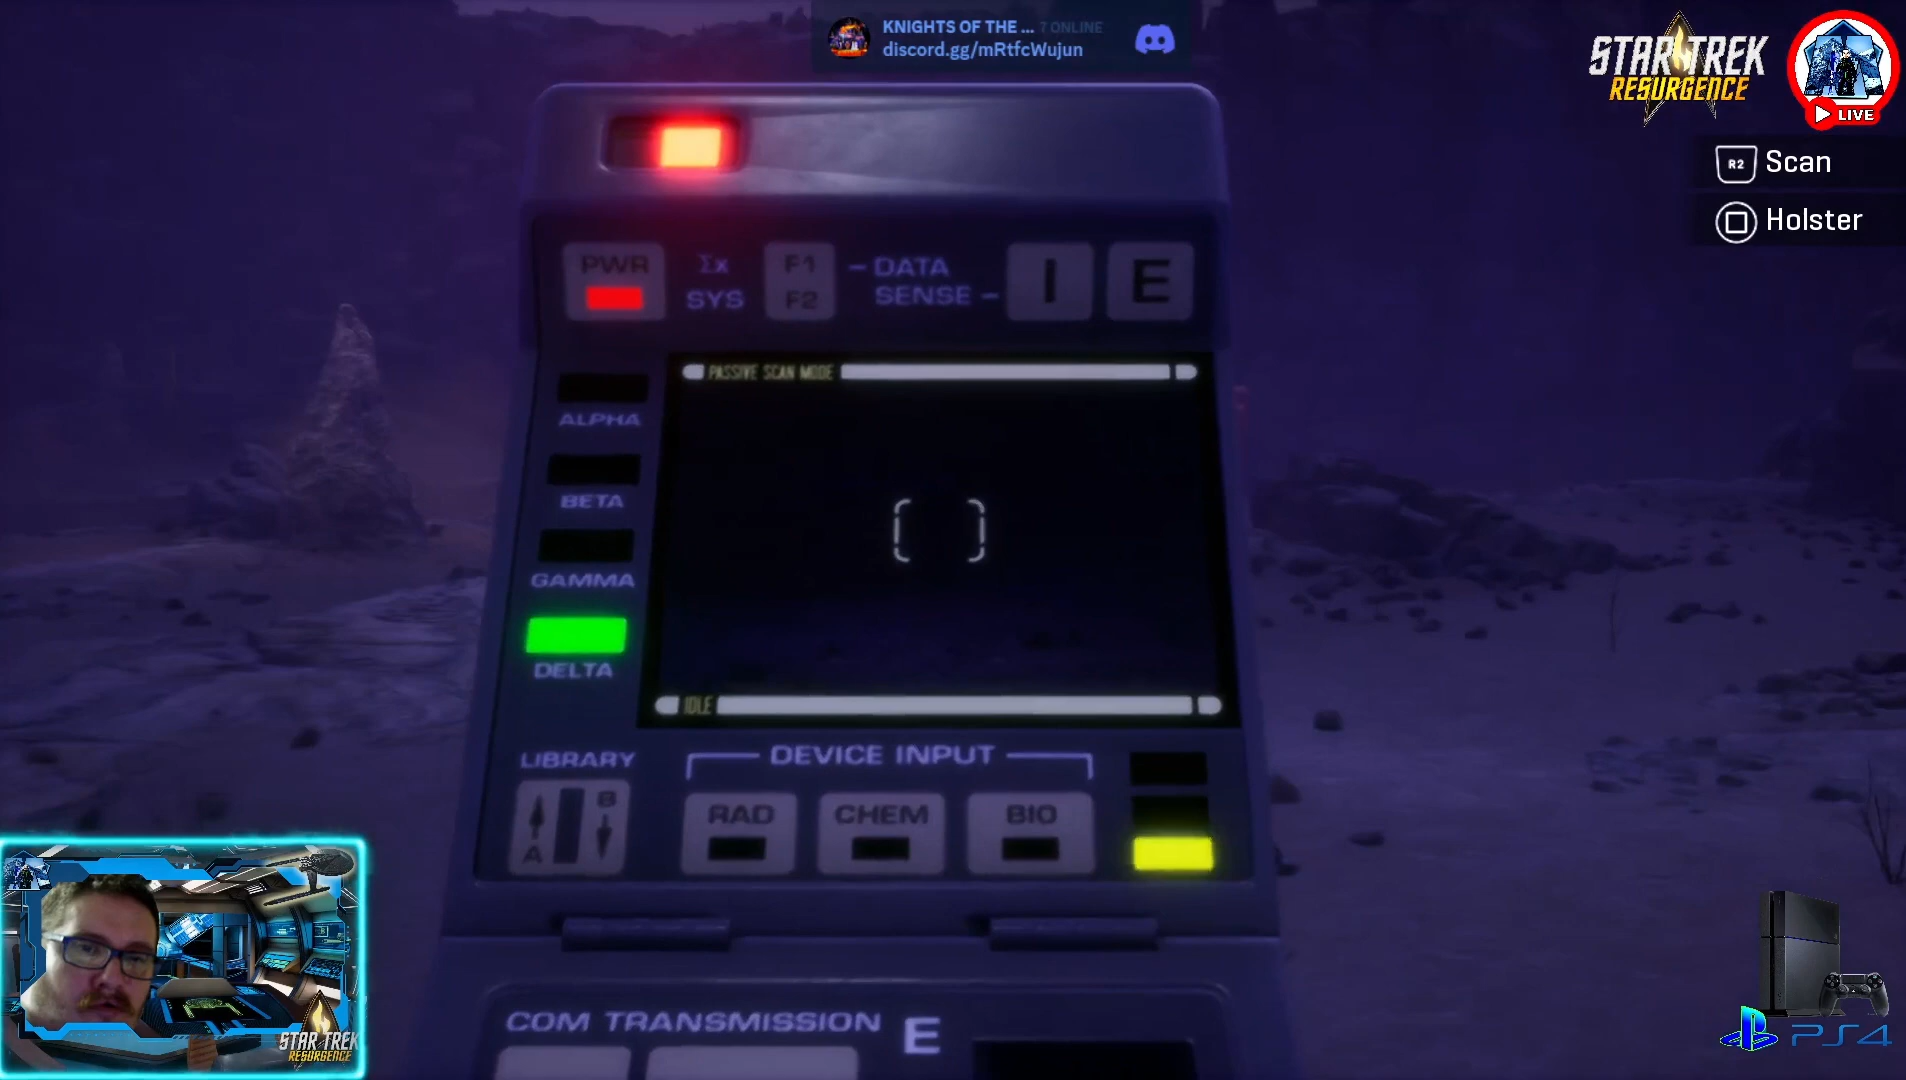 KNIGHTS OF THE ... 7 ONLINE
discord.gg/mRtfcWujun
STAR TREK
RESURGENCE
LIVE
R2 Scan
Holster
PWR
Σx
SYS
F1
F2
DATA
SENSE
I
E
PASSIVE SCAN MODE
ALPHA
BETA
GAMMA
DELTA
IDLE
LIBRARY
A
B
DEVICE INPUT
RAD
CHEM
BIO
COM TRANSMISSION
E
STAR TREK
RESURGENCE
PS4